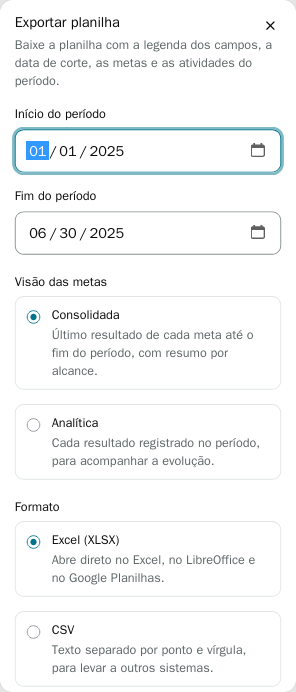 Exportar planilha
Baixe a planilha com a legenda dos campos, a
data de corte, as metas e as atividades do
período.
Início do período
01/01/2025
Fim do período
06/30/2025
Visão das metas
Consolidada
Último resultado de cada meta até o
fim do período, com resumo por
alcance.
Analítica
Cada resultado registrado no período,
para acompanhar a evolução.
Formato
Excel (XLSX)
Abre direto no Excel, no LibreOffice e
no Google Planilhas.
CSV
Texto separado por ponto e vírgula,
para levar a outros sistemas.